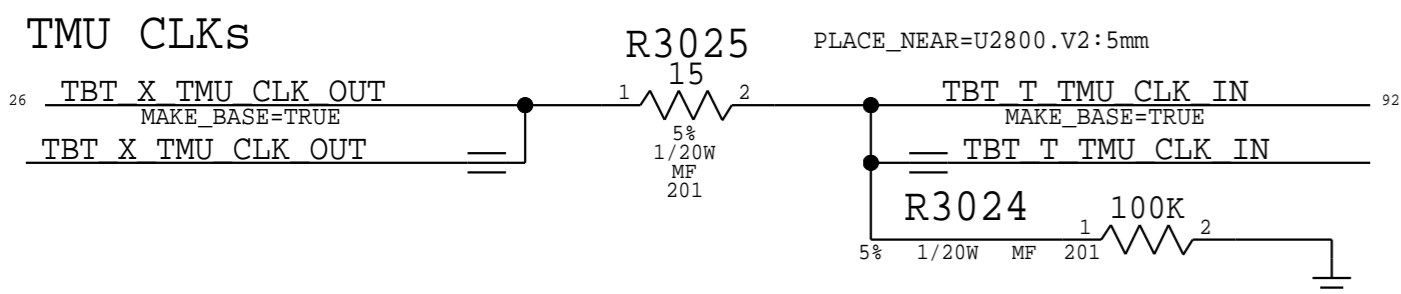 TMU CLKs
R3025
PLACE_NEAR=U2800.V2:5mm
15
26 TBT_X_TMU_CLK_OUT 1 2 TBT_T_TMU_CLK_IN 92
MAKE_BASE=TRUE MAKE_BASE=TRUE
5%
TBT_X_TMU_CLK_OUT TBT_T_TMU_CLK_IN
1/20W
MF
201
R3024 100K
1 2
5% 1/20W MF 201